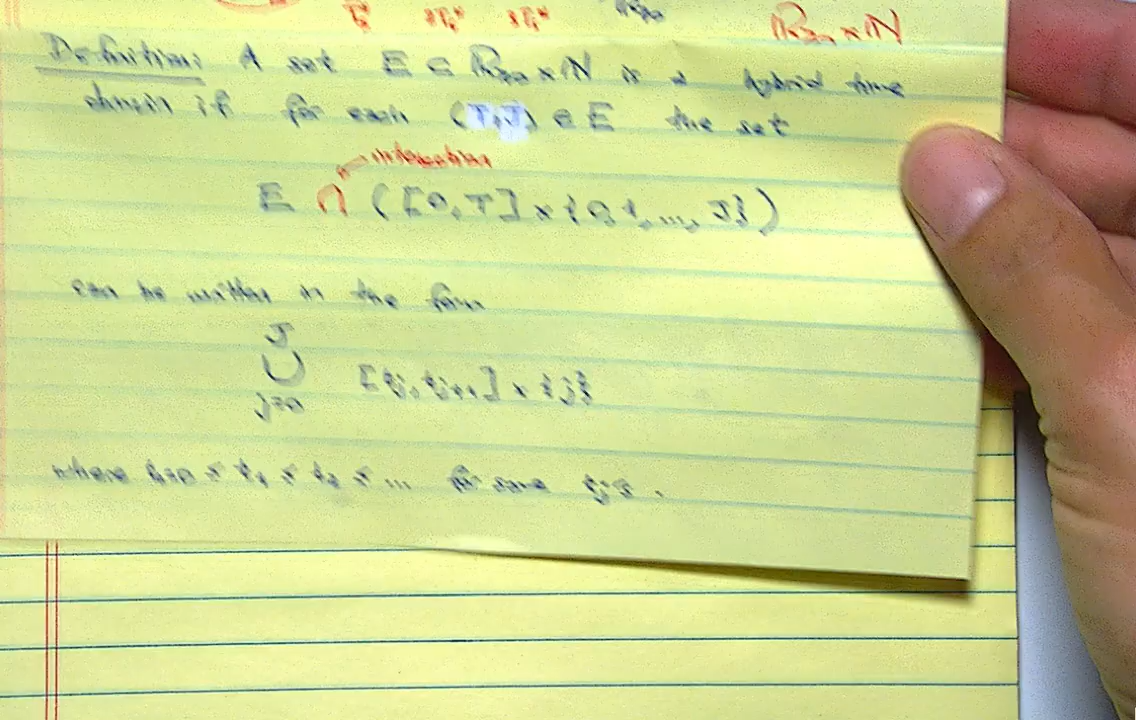 ℝ≥0 × ℕ
Definition: A set E ⊂ ℝ≥0 × ℕ is a hybrid time
domain if for each (T, J) ∈ E the set
intersection
E ∩ ([0, T] × {0, 1, ..., J})
can be written in the form
J
∪ [tj, tj+1] × {j}
j=0
where t0=0 ≤ t1 ≤ t2 ≤ ... for some tj's.